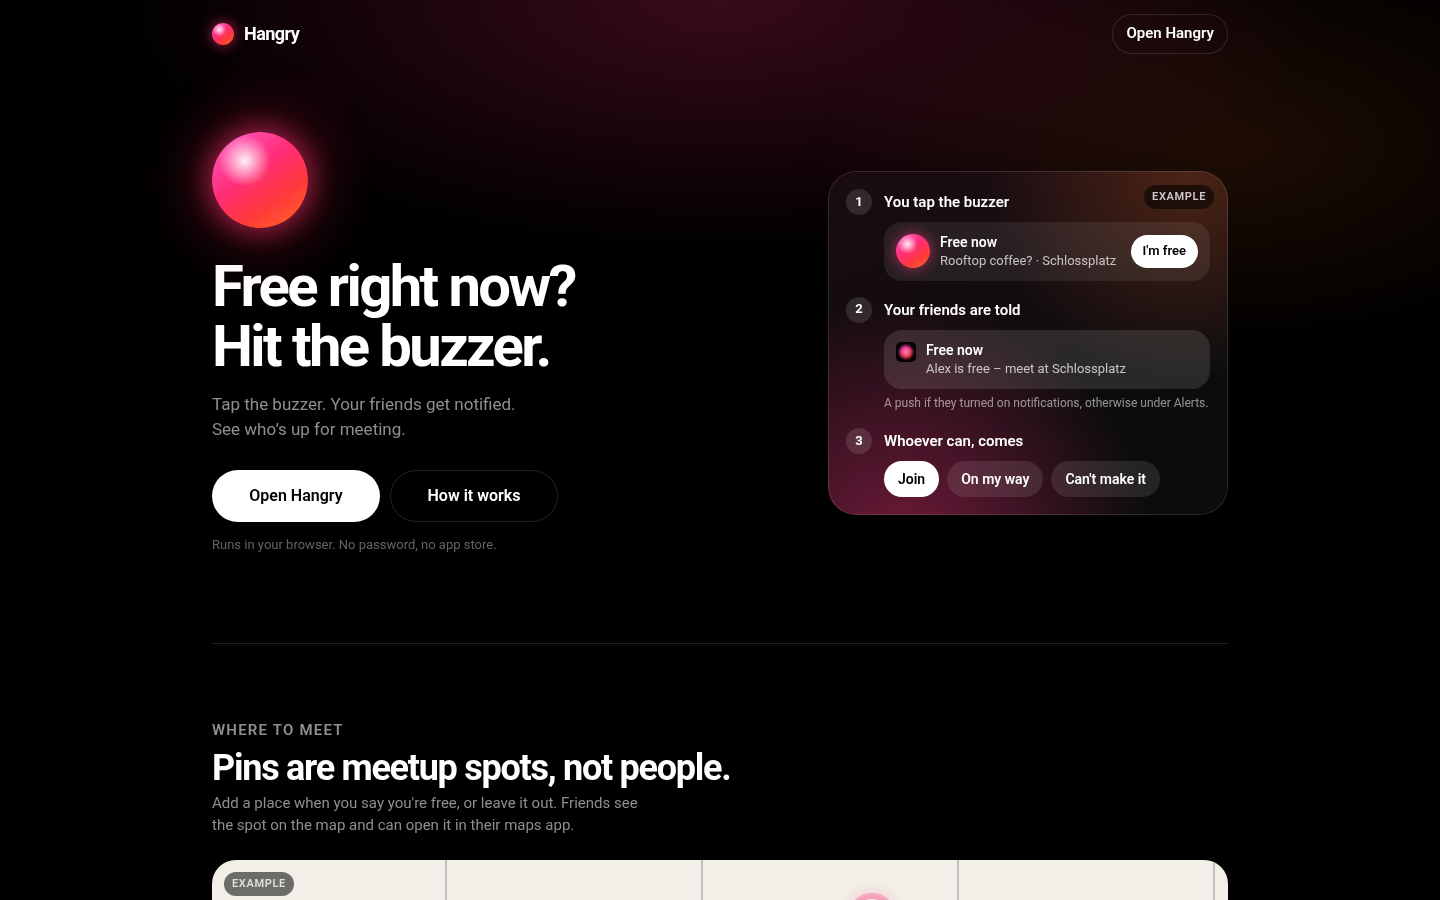 Hangry
Open Hangry
Free right now?
Hit the buzzer.
Tap the buzzer. Your friends get notified.
See who’s up for meeting.
Open Hangry
How it works
Runs in your browser. No password, no app store.
1
You tap the buzzer
EXAMPLE
Free now
Rooftop coffee? · Schlossplatz
I'm free
2
Your friends are told
Free now
Alex is free – meet at Schlossplatz
A push if they turned on notifications, otherwise under Alerts.
3
Whoever can, comes
Join
On my way
Can't make it
WHERE TO MEET
Pins are meetup spots, not people.
Add a place when you say you're free, or leave it out. Friends see
the spot on the map and can open it in their maps app.
EXAMPLE